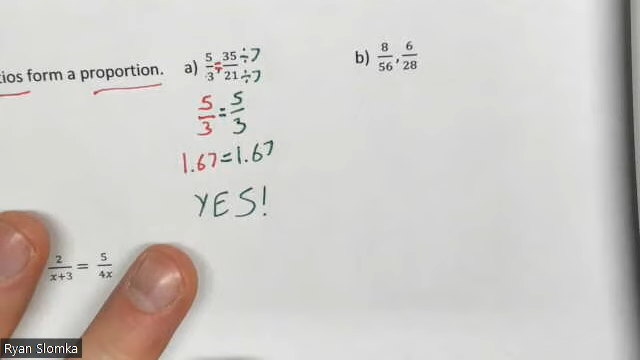 ios form a proportion.
a) 5/3 = 35/21 ÷7 ÷7
5/3 = 5/3
1.67=1.67
YES!
b) 8/56, 6/28
2/x+3 = 5/4x
Ryan Slomka